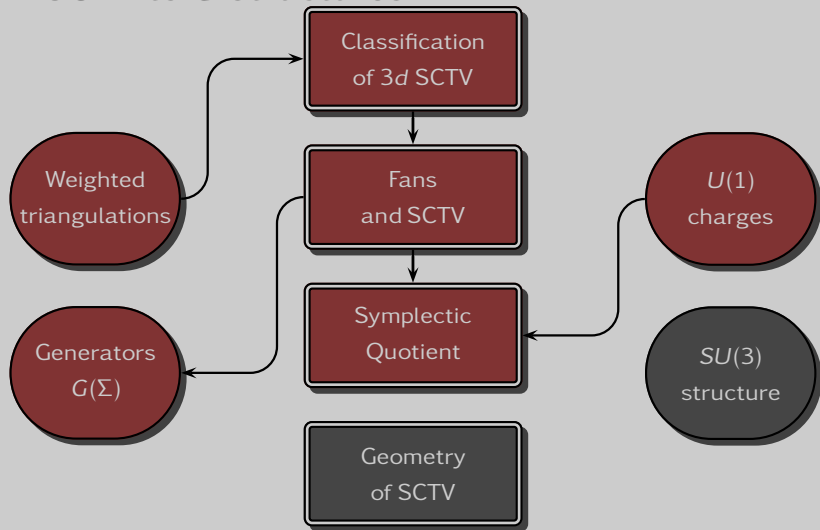 Classification
of 3d SCTV
Weighted
triangulations
Fans
and SCTV
U(1)
charges
Symplectic
Quotient
Generators
G(Σ)
SU(3)
structure
Geometry
of SCTV